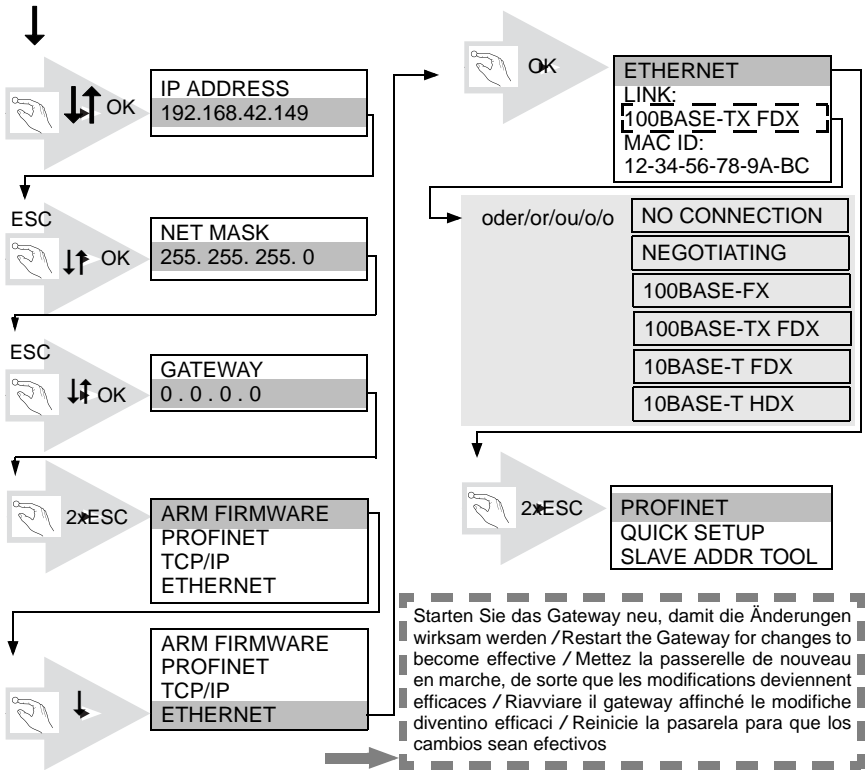 OK
IP ADDRESS
192.168.42.149
ESC
OK
NET MASK
255. 255. 255. 0
ESC
OK
GATEWAY
0 . 0 . 0 . 0
2xESC
ARM FIRMWARE
PROFINET
TCP/IP
ETHERNET
ARM FIRMWARE
PROFINET
TCP/IP
ETHERNET
OK
ETHERNET
LINK:
100BASE-TX FDX
MAC ID:
12-34-56-78-9A-BC
oder/or/ou/o/o
NO CONNECTION
NEGOTIATING
100BASE-FX
100BASE-TX FDX
10BASE-T FDX
10BASE-T HDX
2xESC
PROFINET
QUICK SETUP
SLAVE ADDR TOOL
Starten Sie das Gateway neu, damit die Änderungen
wirksam werden / Restart the Gateway for changes to
become effective / Mettez la passerelle de nouveau
en marche, de sorte que les modifications deviennent
efficaces / Riavviare il gateway affinché le modifiche
diventino efficaci / Reinicie la pasarela para que los
cambios sean efectivos